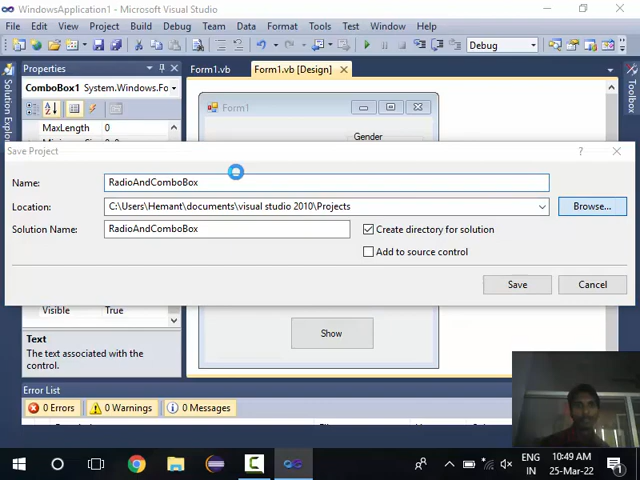 WindowsApplication1 - Microsoft Visual Studio
File Edit View Project Build Debug Team Data Format Tools Test Window Help
Debug
Properties
Form1.vb Form1.vb [Design]
ComboBox1 System.Windows.Fo
Form1
Solution Explo
Toolbox
MaxLength 0
Gender
Save Project
Name: RadioAndComboBox
Location: C:\Users\Hemant\documents\visual studio 2010\Projects Browse...
Solution Name: RadioAndComboBox Create directory for solution
Add to source control
Save Cancel
Visible True
Show
Text
The text associated with the control.
Error List
0 Errors 0 Warnings 0 Messages
ENG 10:49 AM
IN 25-Mar-22